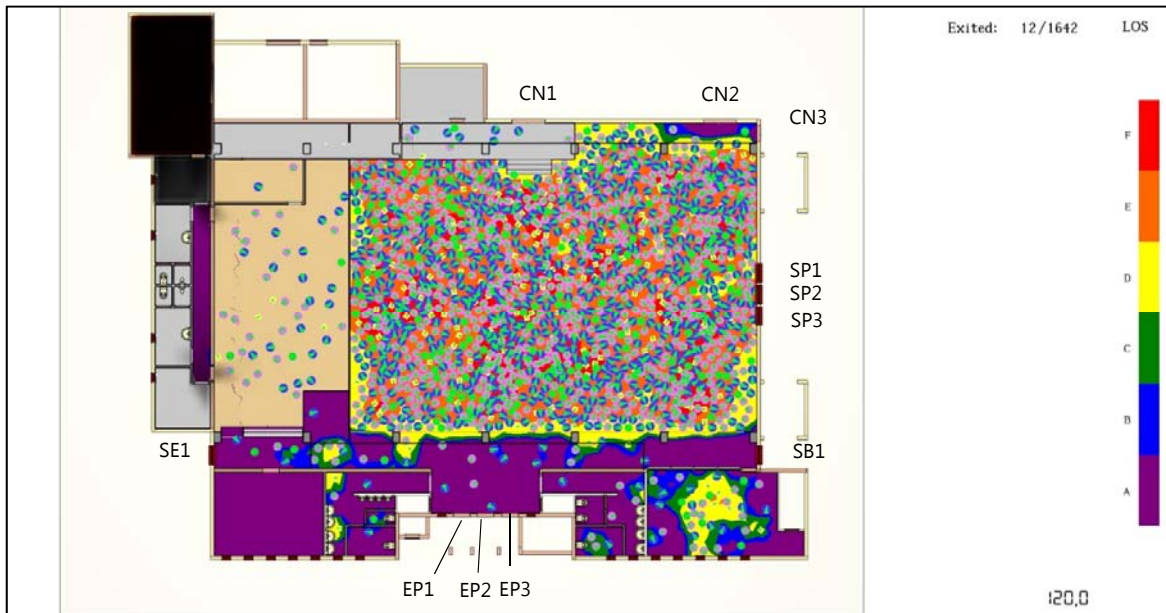 Exited: 12/1642 LOS
CN1
CN2
CN3
F
E
SP1
D
SP2
SP3
C
B
SE1
SB1
A
EP1
EP2
EP3
120,0